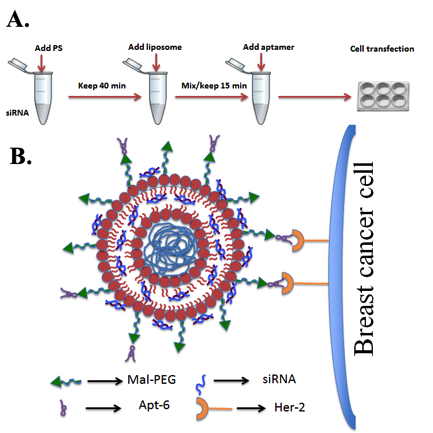 A.
Add PS
Add liposome
Add aptamer
Cell transfection
Keep 40 min
Mix/keep 15 min
siRNA
B.
Breast cancer cell
Mal-PEG
siRNA
Apt-6
Her-2